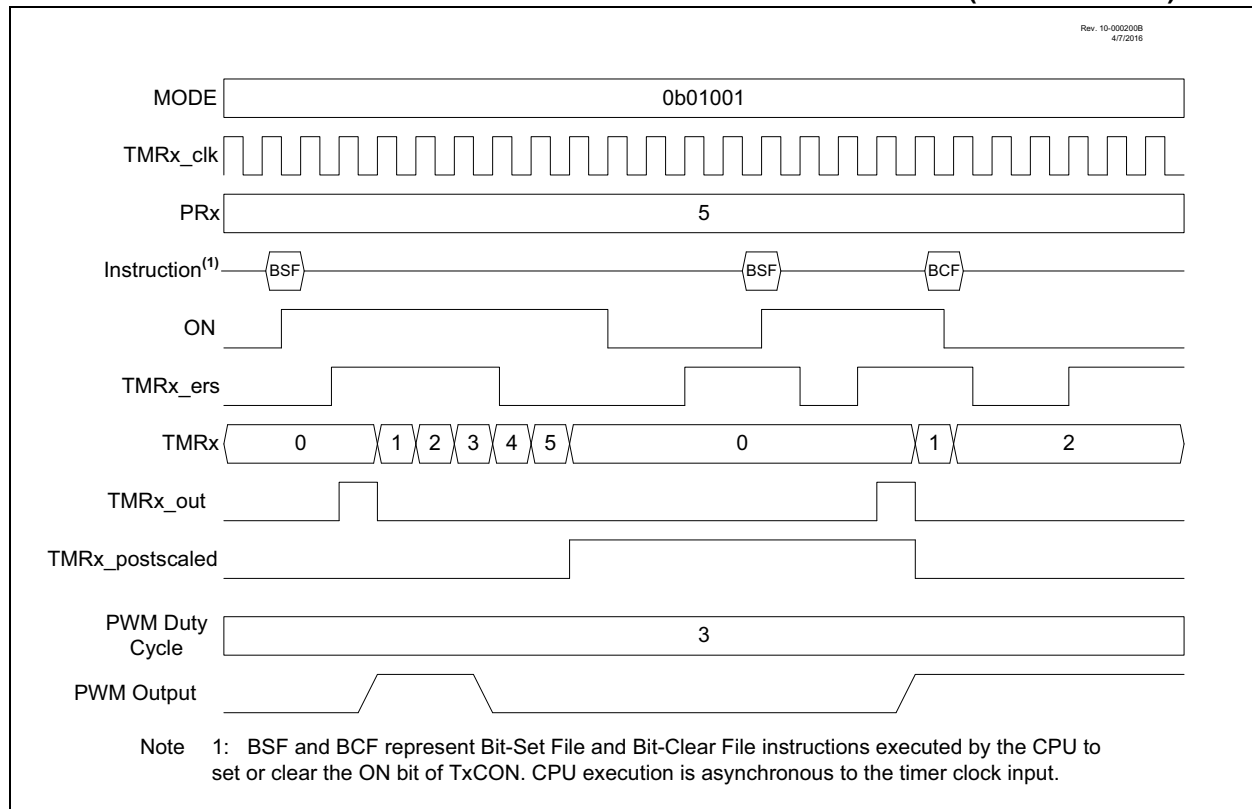 Rev. 10-000200B
4/7/2016
MODE 0b01001
TMRx_clk
PRx 5
Instruction(1) BSF BSF BCF
ON
TMRx_ers
TMRx 0 1 2 3 4 5 0 1 2
TMRx_out
TMRx_postscaled
PWM Duty
Cycle 3
PWM Output
Note 1: BSF and BCF represent Bit-Set File and Bit-Clear File instructions executed by the CPU to
set or clear the ON bit of TxCON. CPU execution is asynchronous to the timer clock input.